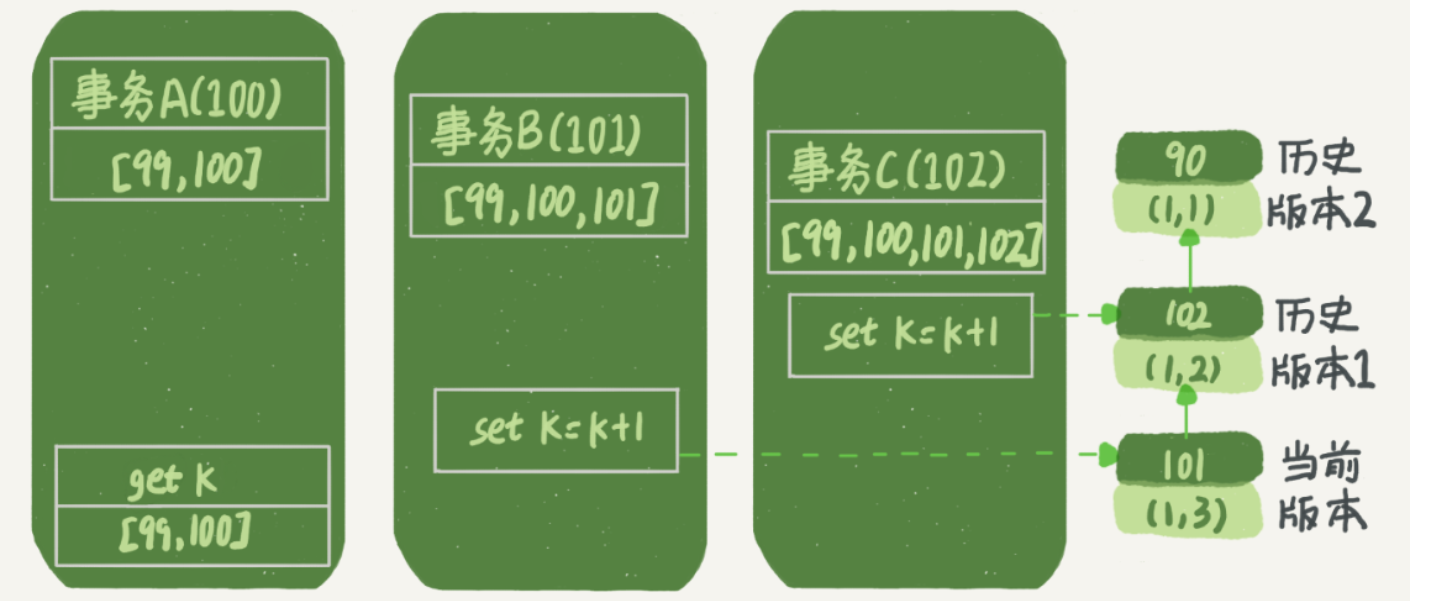 事务A(100)
[99,100]
get k
[99,100]
事务B(101)
[99,100,101]
set k=k+1
事务C(102)
[99,100,101,102]
set k=k+1
90
(1,1)
历史
版本2
102
(1,2)
历史
版本1
101
(1,3)
当前
版本